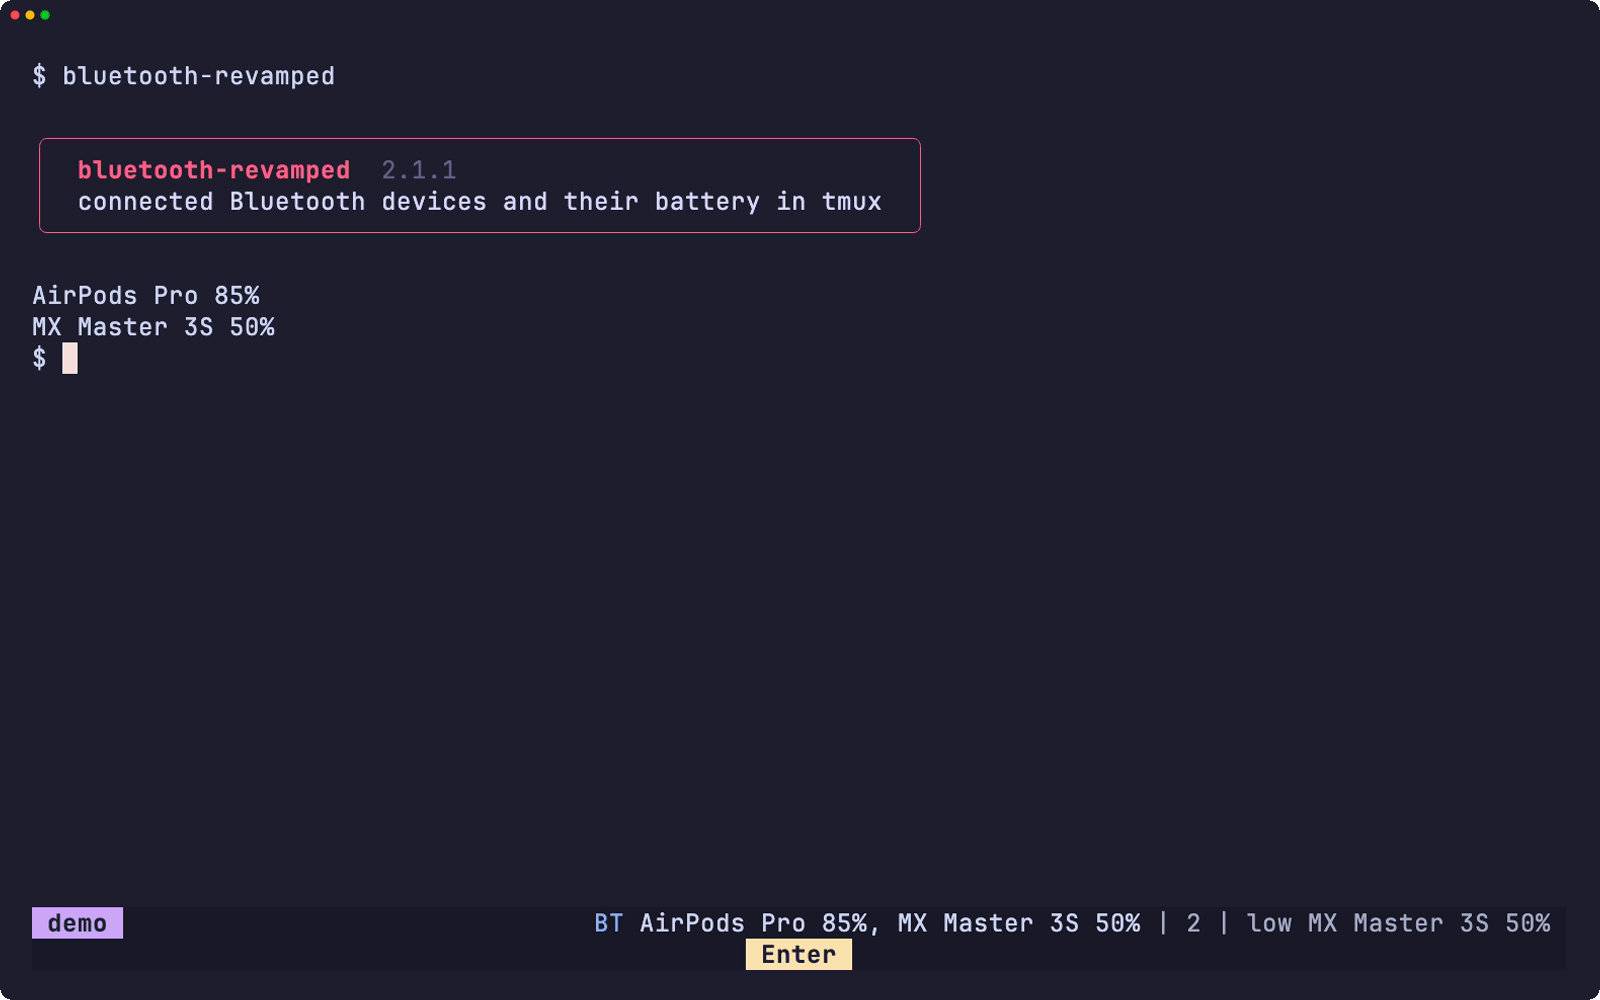 $ bluetooth-revamped
bluetooth-revamped 2.1.1
connected Bluetooth devices and their battery in tmux
AirPods Pro 85%
MX Master 3S 50%
$
demo
BT AirPods Pro 85%, MX Master 3S 50% | 2 | low MX Master 3S 50%
Enter